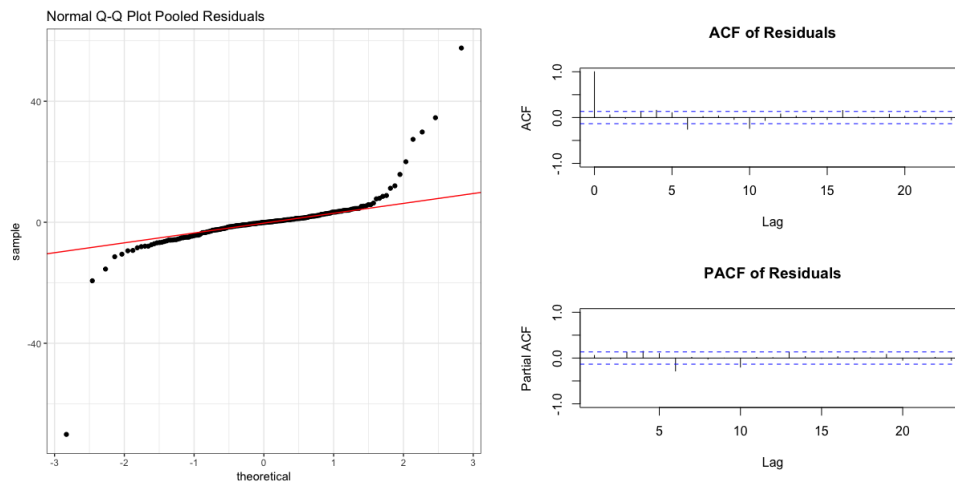 Normal Q-Q Plot Pooled Residuals
40
0
-40
sample
-3
-2
-1
0
1
2
3
theoretical
ACF of Residuals
1.0
0.0
-1.0
ACF
0
5
10
15
20
Lag
PACF of Residuals
1.0
0.0
-1.0
Partial ACF
5
10
15
20
Lag